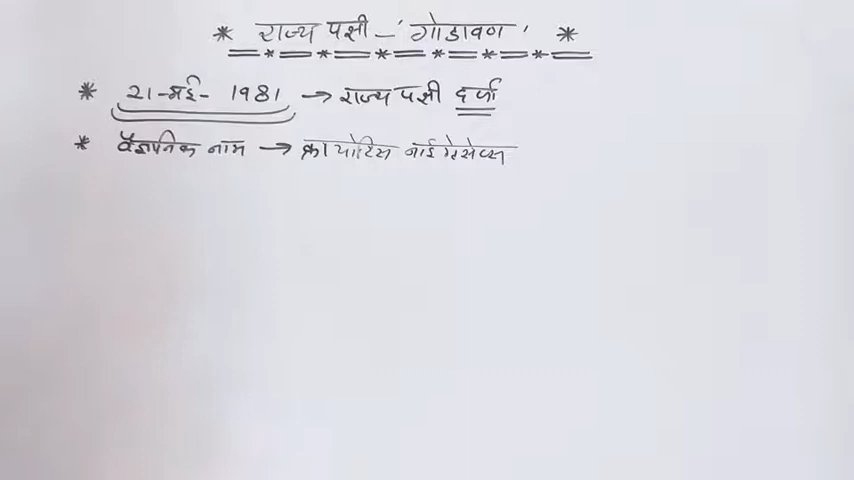 * राज्य पक्षी - 'गोडावण' *
* 21-मई- 1981 → राज्य पक्षी दर्जा
* वैज्ञानिक नाम → क्रायोटिस नाईग्रेसेप्स